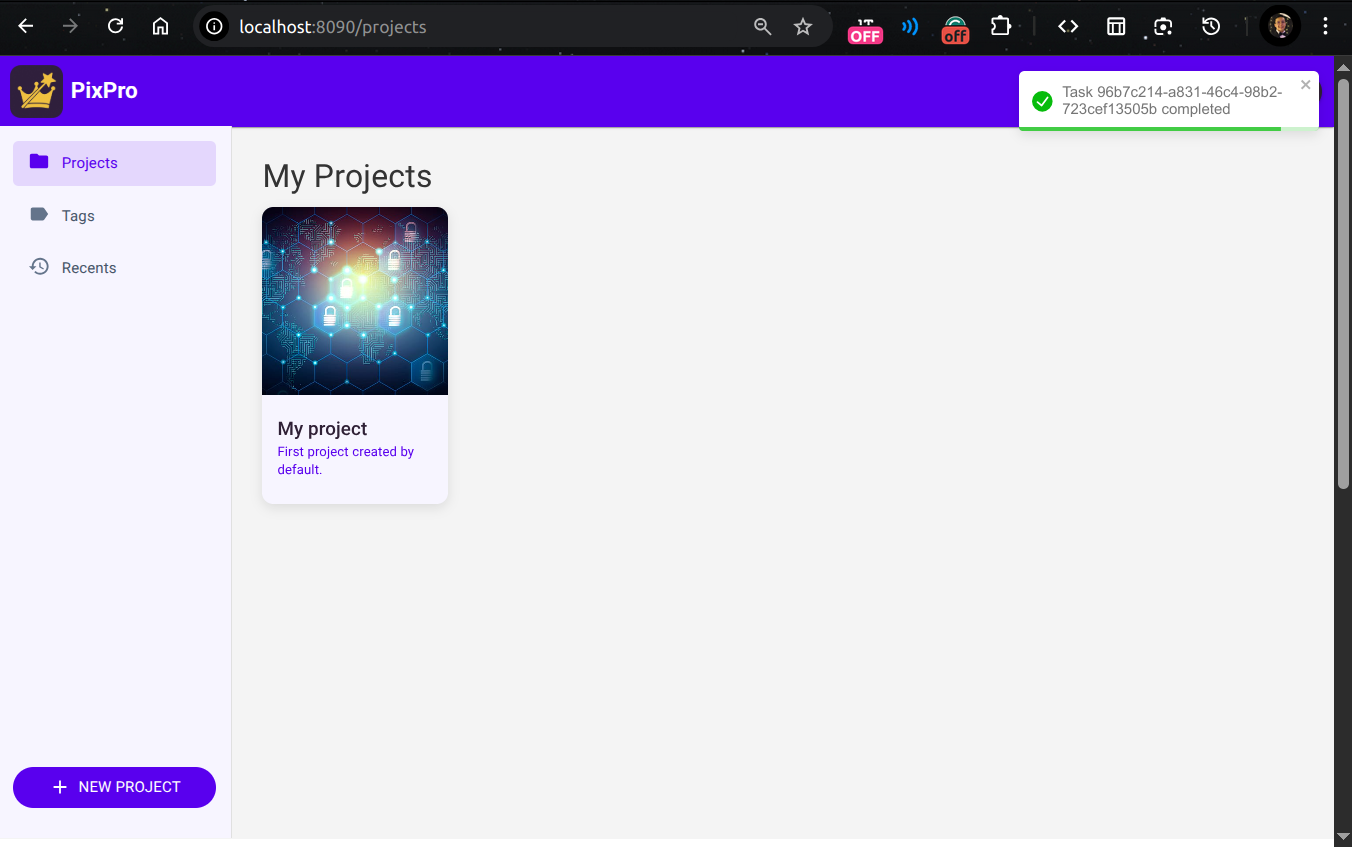 localhost:8090/projects
OFF
off
PixPro
Task 96b7c214-a831-46c4-98b2-
723cef13505b completed
Projects
Tags
Recents
My Projects
My project
First project created by
default.
NEW PROJECT